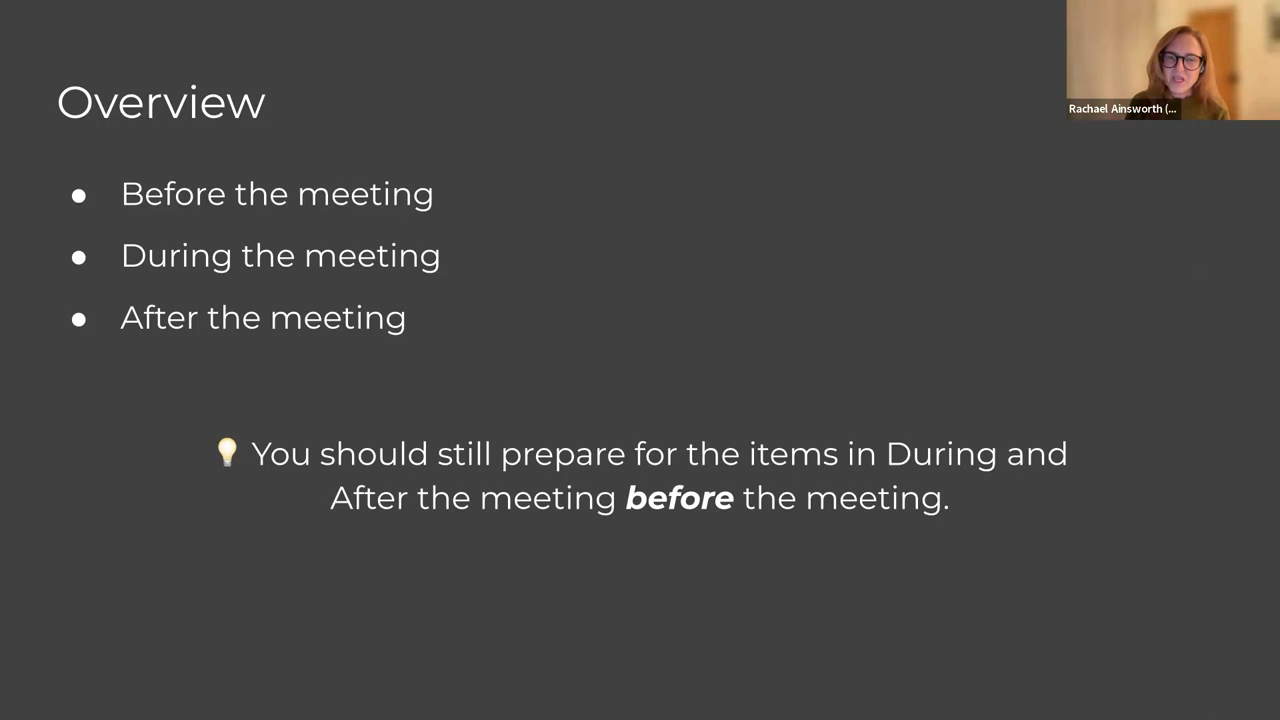 Rachael Ainsworth (...
Overview
● Before the meeting
● During the meeting
● After the meeting
💡 You should still prepare for the items in During and
After the meeting before the meeting.